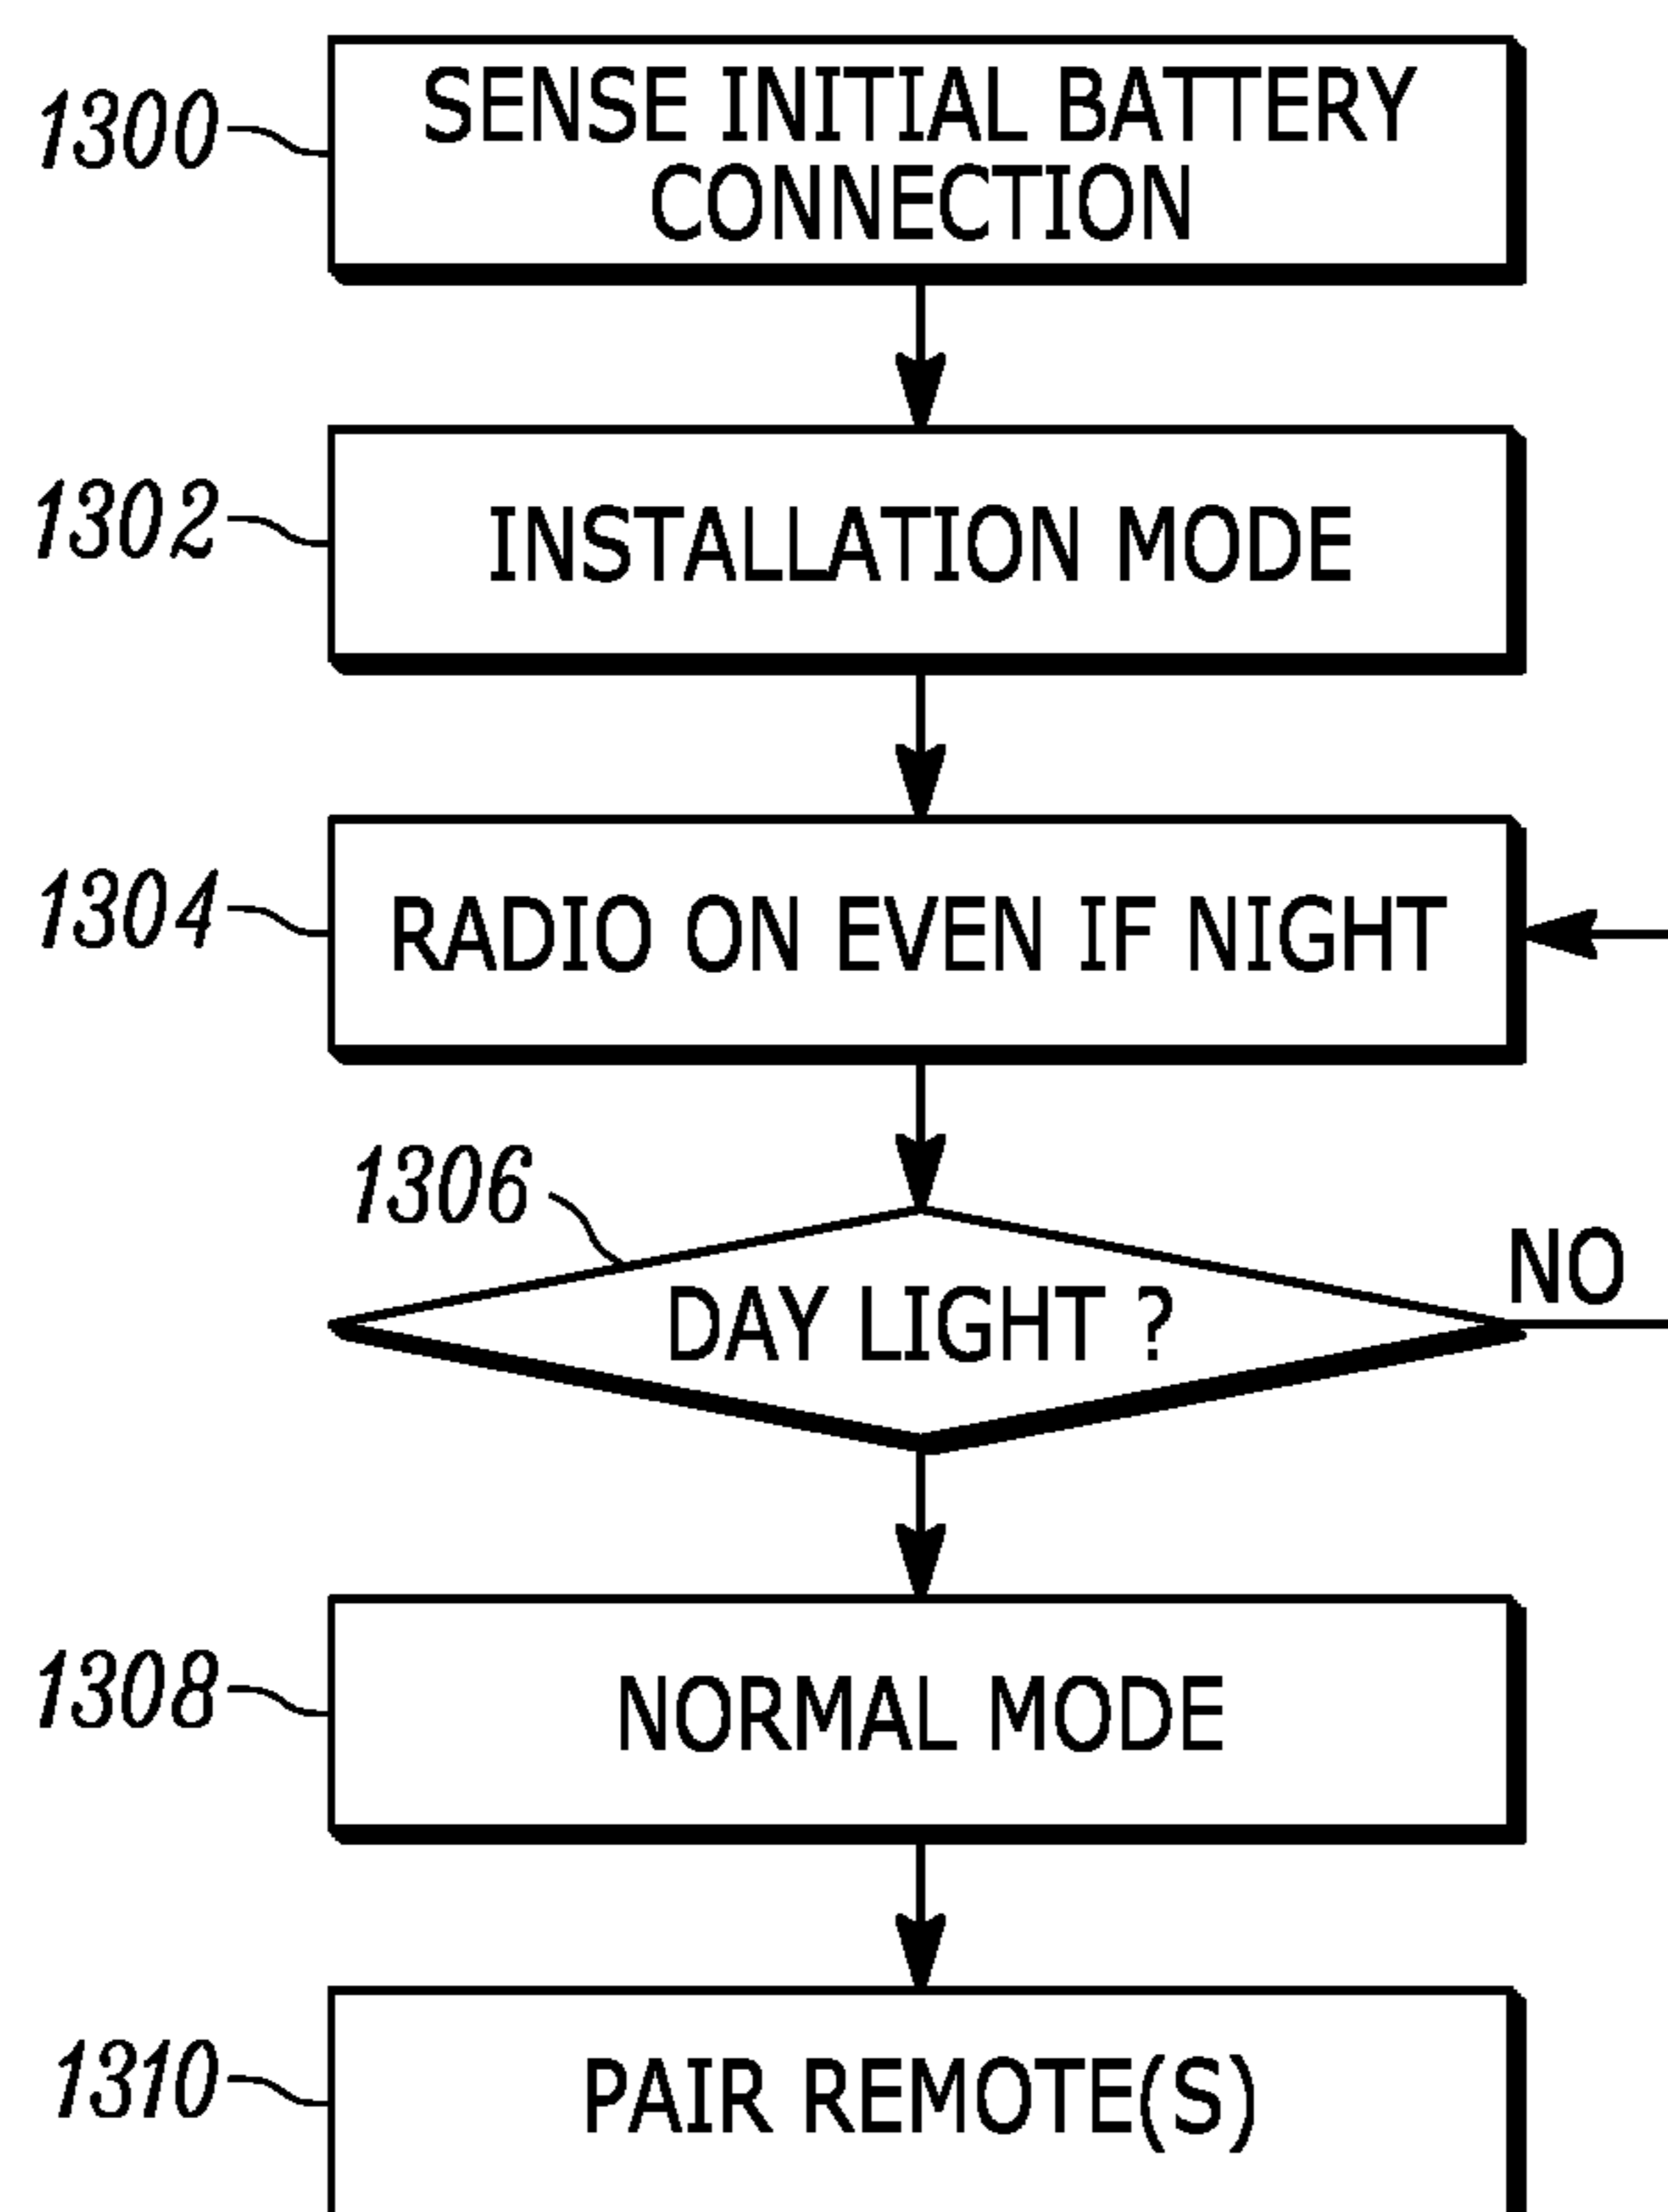 1300
SENSE INITIAL BATTERY
CONNECTION
1302
INSTALLATION MODE
1304
RADIO ON EVEN IF NIGHT
1306
DAY LIGHT ?
NO
1308
NORMAL MODE
1310
PAIR REMOTE(S)